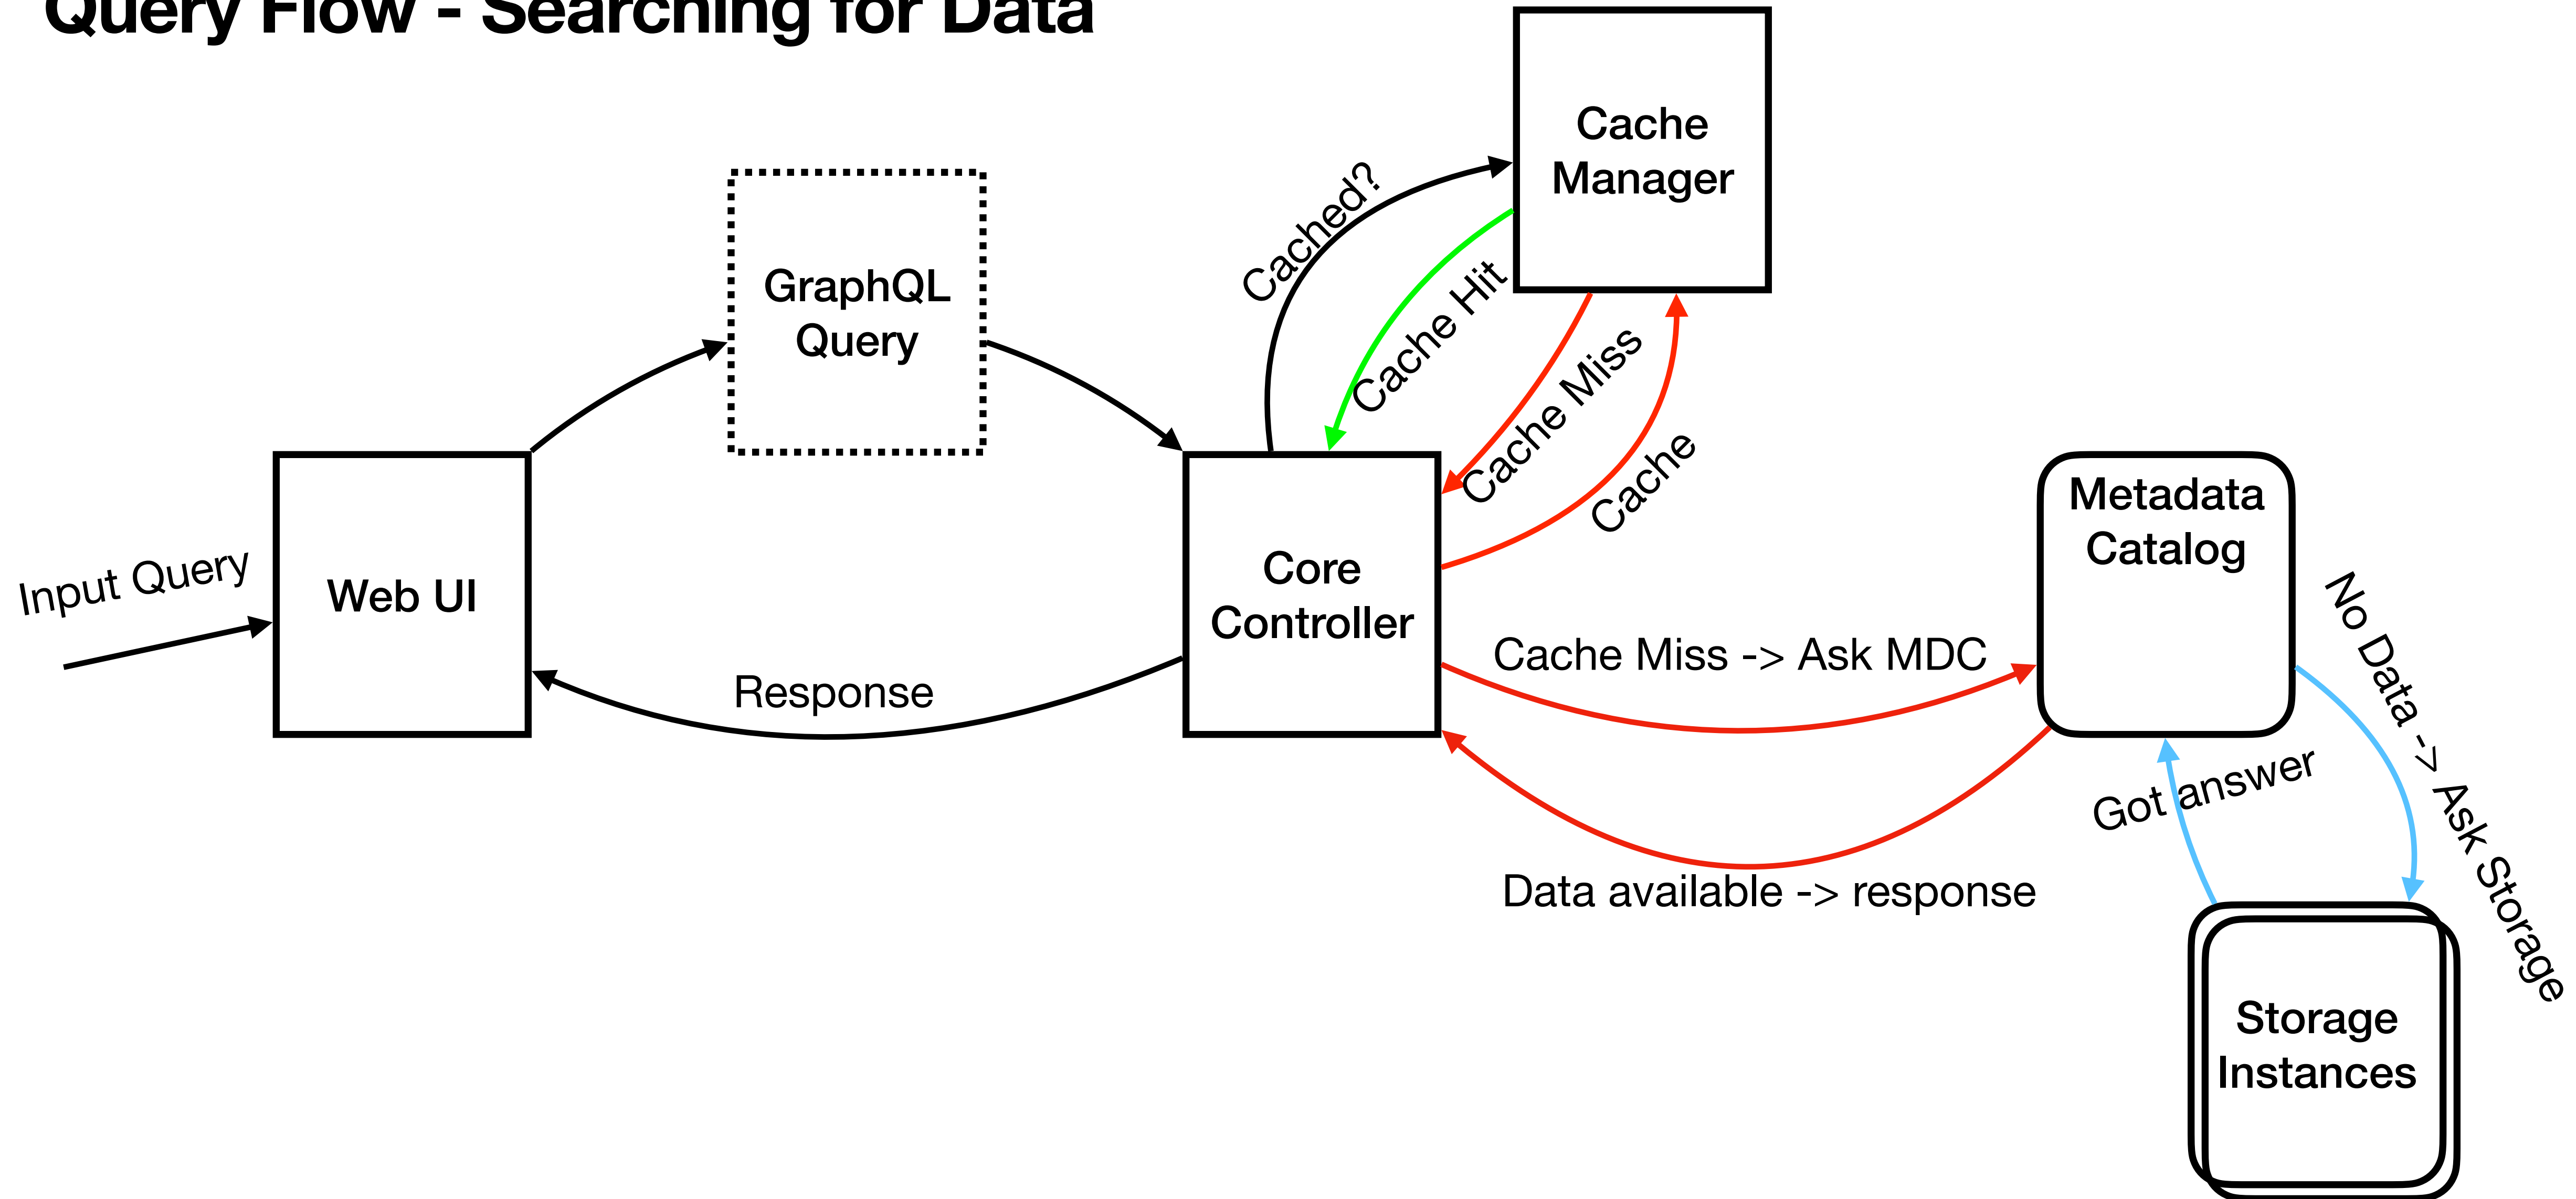 Query Flow - Searching for Data
Cache
Manager
Cached?
GraphQL
Query
Cache Hit
Cache Miss
Cache
Metadata
Catalog
Input Query
Web UI
Core
Controller
No Data -> Ask Storage
Cache Miss -> Ask MDC
Response
Got answer
Data available -> response
Storage
Instances